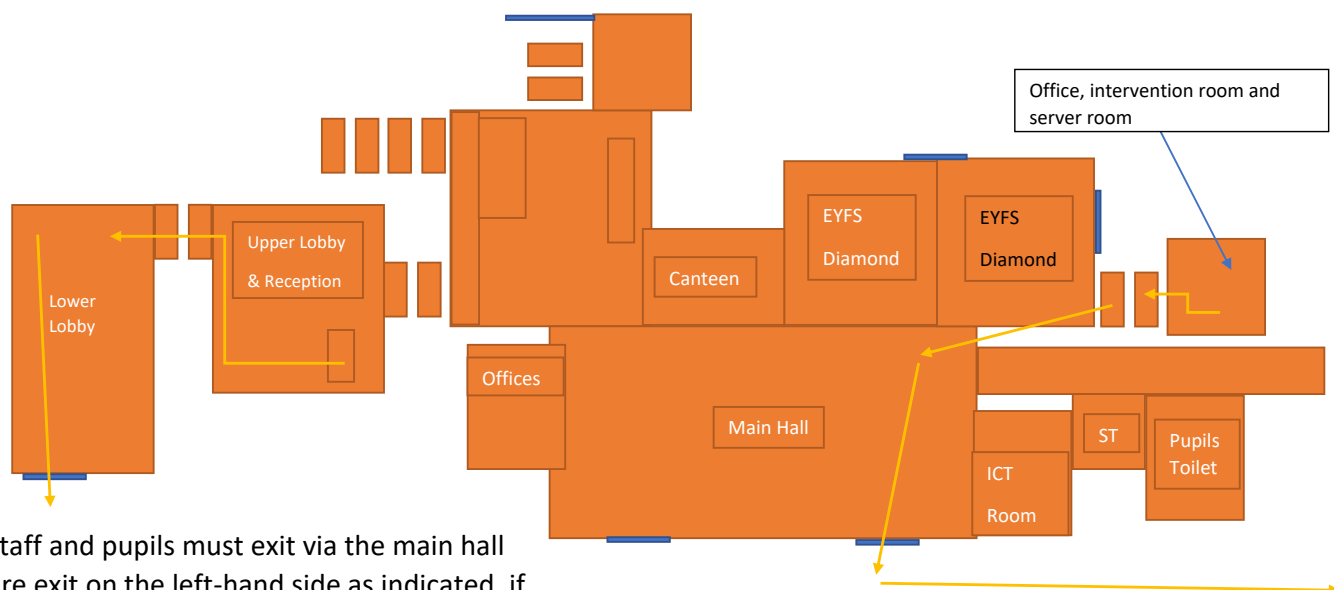 Office, intervention room and
server room
EYFS
Diamond
EYFS
Diamond
Upper Lobby
& Reception
Canteen
Lower
Lobby
Offices
Main Hall
ST
Pupils
Toilet
ICT
Room
taff and pupils must exit via the main hall
re exit on the left-hand side as indicated, if